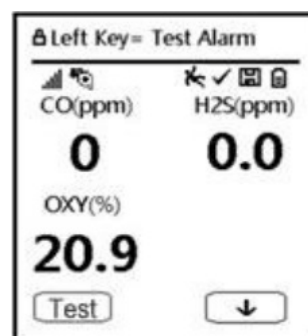 Left Key= Test Alarm
CO(ppm) H2S(ppm)
0 0.0
OXY(%)
20.9
Test